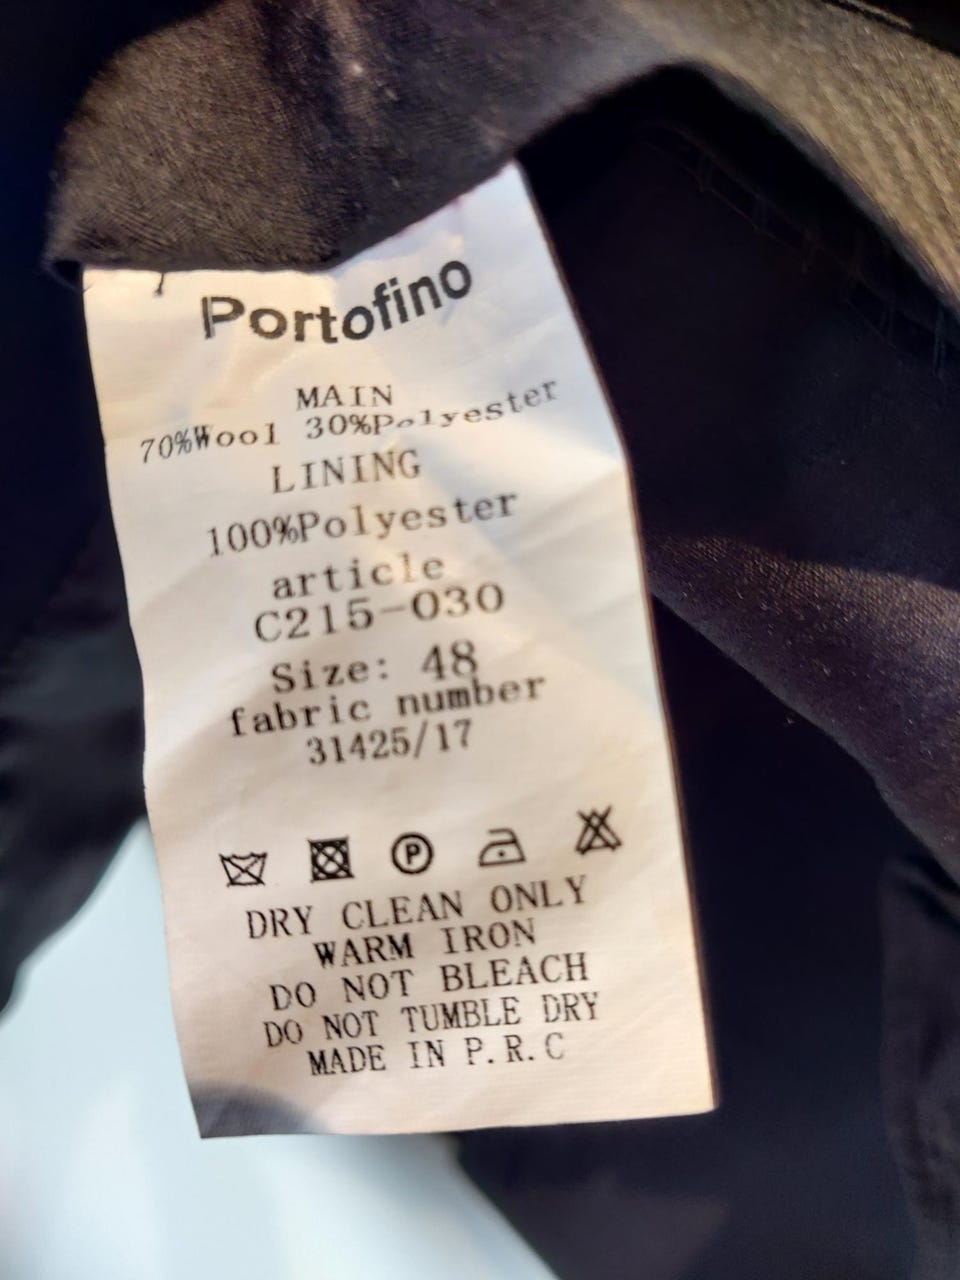 Portofino
MAIN
70%Wool 30%Polyester
LINING
100%Polyester
article
C215-030
Size: 48
fabric number
31425/17
P
DRY CLEAN ONLY
WARM IRON
DO NOT BLEACH
DO NOT TUMBLE DRY
MADE IN P.R.C